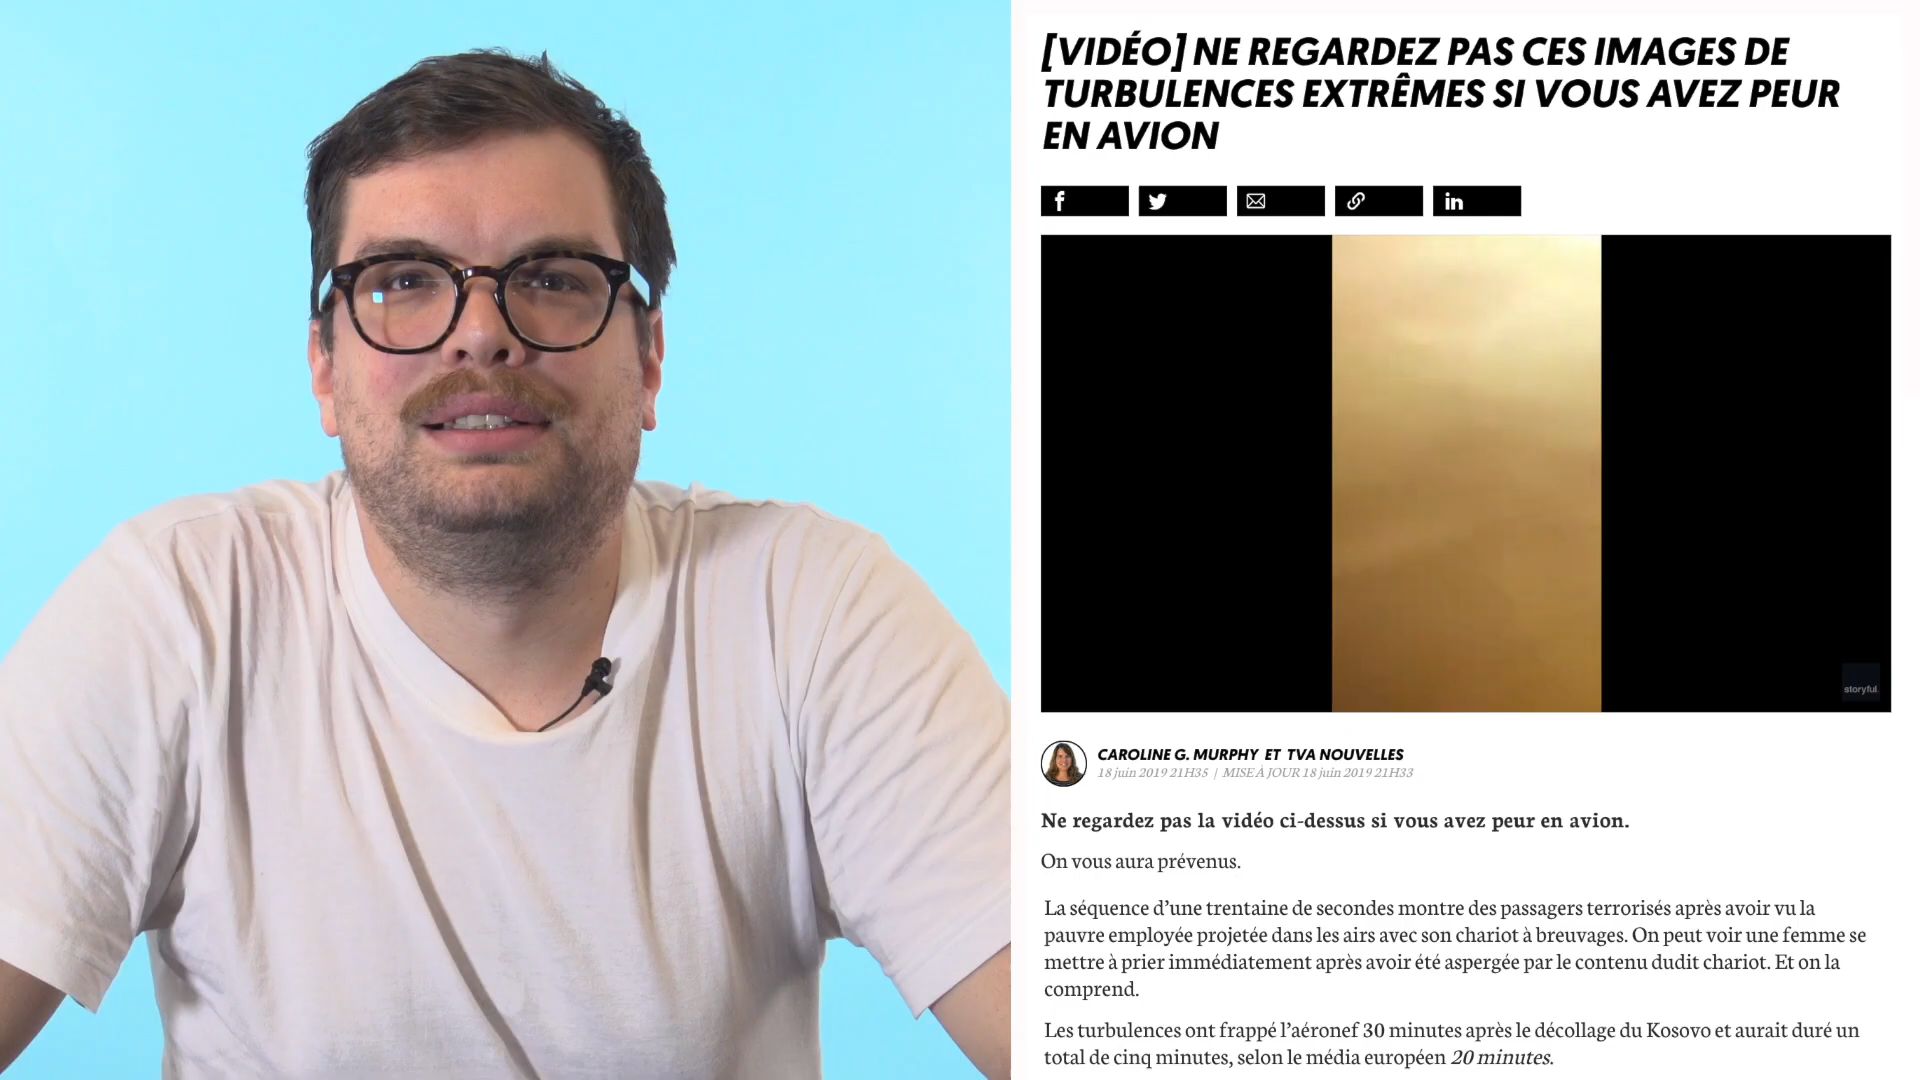 [VIDÉO] NE REGARDEZ PAS CES IMAGES DE
TURBULENCES EXTRÊMES SI VOUS AVEZ PEUR
EN AVION
storyful
CAROLINE G. MURPHY ET TVA NOUVELLES
18 juin 2019 21H35 | MISE À JOUR 18 juin 2019 21H33
Ne regardez pas la vidéo ci-dessus si vous avez peur en avion.
On vous aura prévenus.
La séquence d’une trentaine de secondes montre des passagers terrorisés après avoir vu la
pauvre employée projetée dans les airs avec son chariot à breuvages. On peut voir une femme se
mettre à prier immédiatement après avoir été aspergée par le contenu dudit chariot. Et on la
comprend.
Les turbulences ont frappé l’aéronef 30 minutes après le décollage du Kosovo et aurait duré un
total de cinq minutes, selon le média européen 20 minutes.